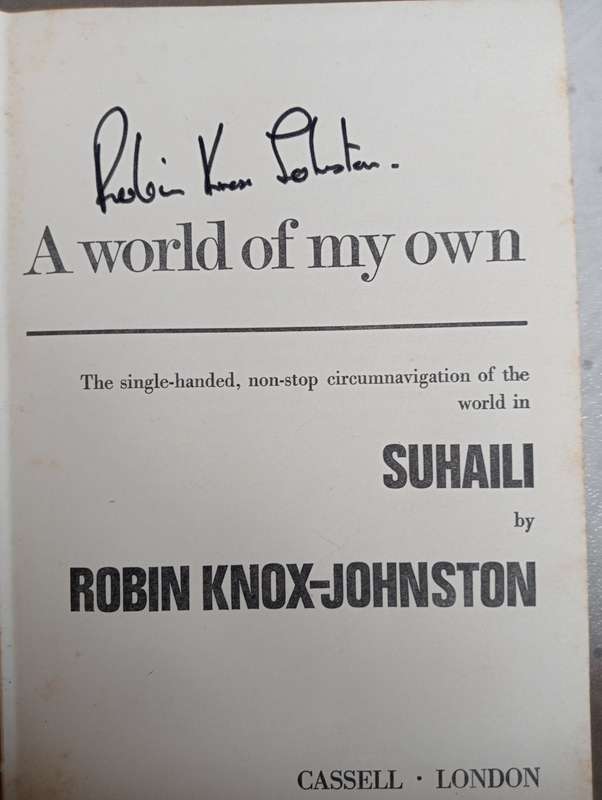 Robin Knox Johnston.
A world of my own
The single-handed, non-stop circumnavigation of the
world in
SUHAILI
by
ROBIN KNOX-JOHNSTON
CASSELL · LONDON